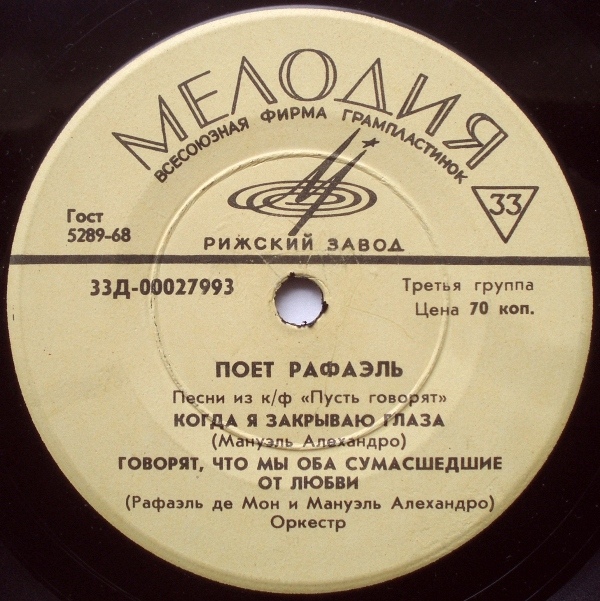 МЕЛОДИЯ
ВСЕСОЮЗНАЯ ФИРМА ГРАМПЛАСТИНОК
33
Гост
5289-68
РИЖСКИЙ ЗАВОД
33Д-00027993
Третья группа
Цена 70 коп.
ПОЕТ РАФАЭЛЬ
Песни из к/ф «Пусть говорят»
КОГДА Я ЗАКРЫВАЮ ГЛАЗА
(Мануэль Алехандро)
ГОВОРЯТ, ЧТО МЫ ОБА СУМАСШЕДШИЕ
ОТ ЛЮБВИ
(Рафаэль де Мон и Мануэль Алехандро)
Оркестр